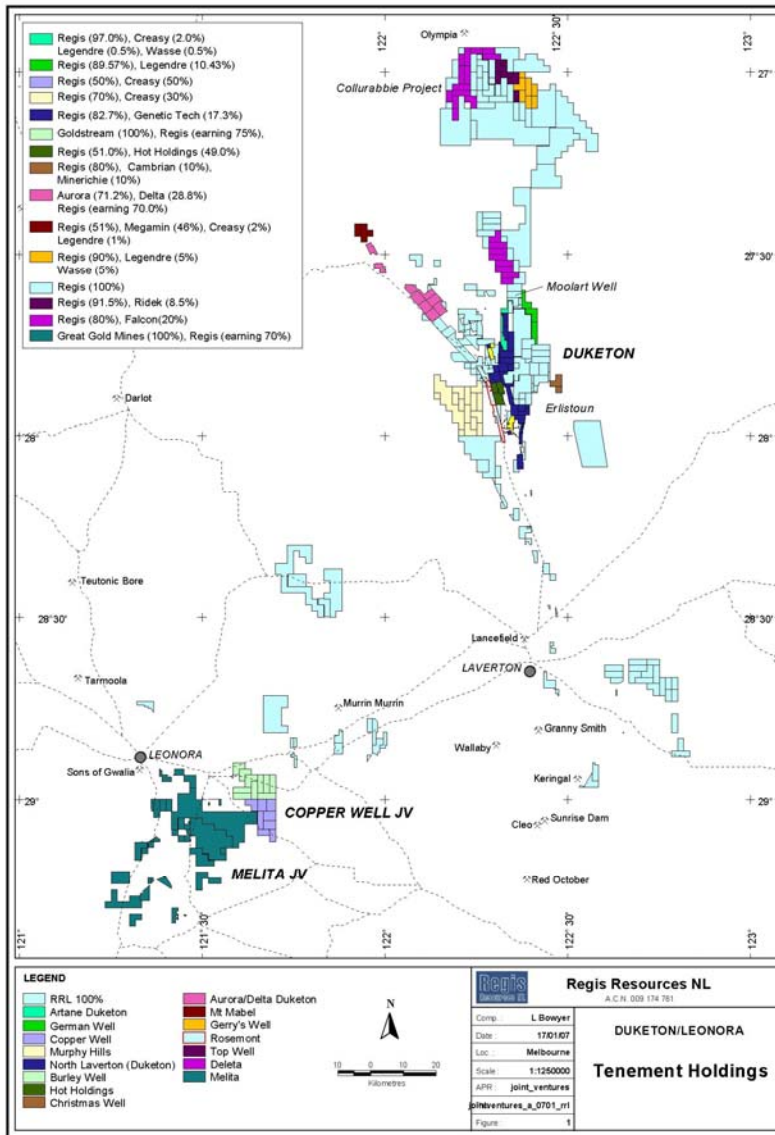 Regis (97.0%), Creasy (2.0%)
Legendre (0.5%), Wasse (0.5%)
Regis (89.57%), Legendre (10.43%)
Regis (50%), Creasy (50%)
Regis (70%), Creasy (30%)
Regis (82.7%), Genetic Tech (17.3%)
Goldstream (100%), Regis (earning 75%),
Regis (51.0%), Hot Holdings (49.0%)
Regis (80%), Cambrian (10%),
Minerichie (10%)
Aurora (71.2%), Delta (28.8%)
Regis (earning 70.0%)
Regis (51%), Megamin (46%), Creasy (2%)
Legendre (1%)
Regis (90%), Legendre (5%)
Wasse (5%)
Regis (100%)
Regis (91.5%), Ridek (8.5%)
Regis (80%), Falcon(20%)
Great Gold Mines (100%), Regis (earning 70%)
122°
122° 30'
123°
Olympia
27°
Collurabbie Project
27° 30'
Moolart Well
DUKETON
Darlot
Erlistoun
28°
28°
Teutonic Bore
28° 30'
28° 30'
Lancefield
LAVERTON
Tarmoola
Murrin Murrin
Granny Smith
Wallaby
LEONORA
Sons of Gwalia
Keringal
29°
29°
COPPER WELL JV
Cleo
Sunrise Dam
MELITA JV
Red October
121°
121° 30'
122°
122° 30'
123°
LEGEND
RRL 100%
Artane Duketon
German Well
Copper Well
Murphy Hills
North Laverton (Duketon)
Burley Well
Hot Holdings
Christmas Well
Aurora/Delta Duketon
Mt Mabel
Gerry's Well
Rosemont
Top Well
Deleta
Melita
N
10 0 10 20
Kilometres
Regis
Regis Resources NL
A.C.N. 009 174 761
Comp. L Bowyer
Date : 17/01/07
Loc. : Melbourne
Scale : 1:1250000
APR : joint_ventures
jointventures_a_0701_rrl
Figure : 1
DUKETON/LEONORA
Tenement Holdings